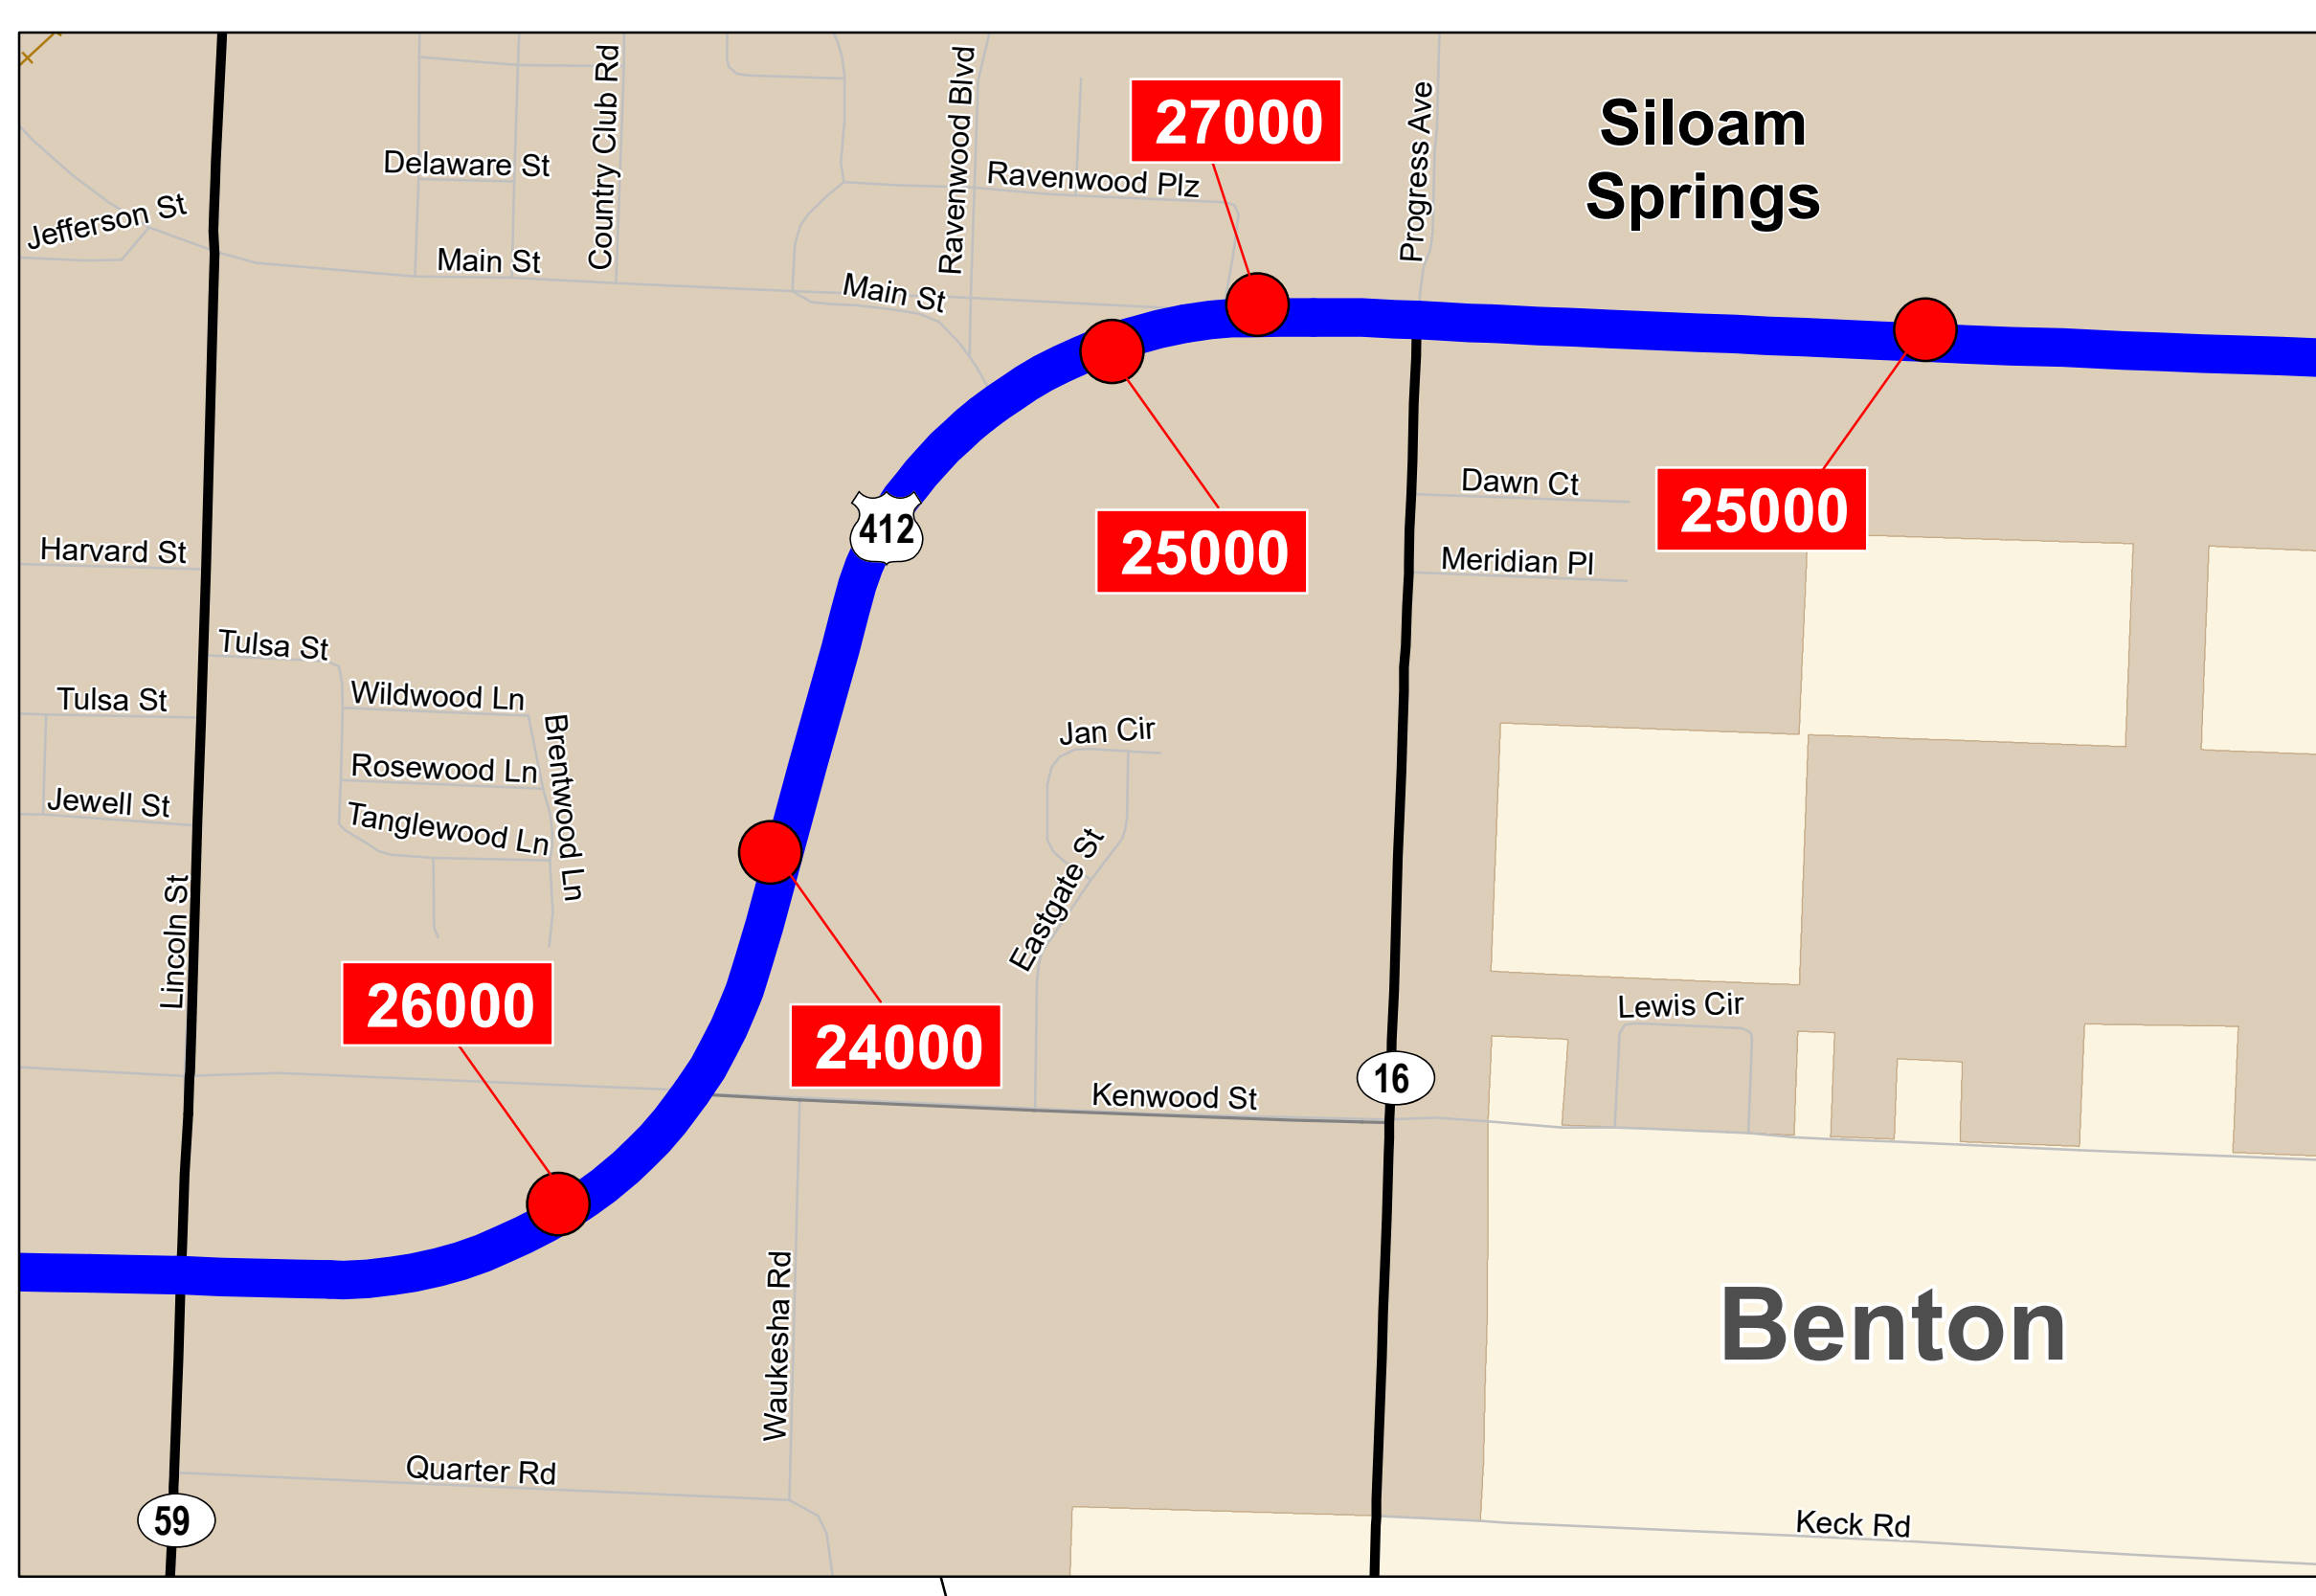 Siloam
Springs
27000
Country Club Rd
Ravenwood Blvd
Progress Ave
Delaware St
Ravenwood Plz
Jefferson St
Main St
Main St
412
Dawn Ct
25000
25000
Harvard St
Meridian Pl
Tulsa St
Tulsa St
Wildwood Ln
Brentwood Ln
Jan Cir
Rosewood Ln
Jewell St
Tanglewood Ln
Eastgate St
Lincoln St
26000
24000
Lewis Cir
16
Kenwood St
Waukesha Rd
Benton
Quarter Rd
59
Keck Rd